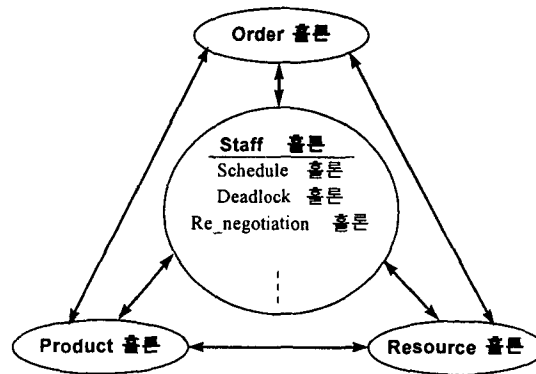 Order 홀론
Staff 홀론
Schedule 홀론
Deadlock 홀론
Re_negotiation 홀론
Product 홀론
Resource 홀론